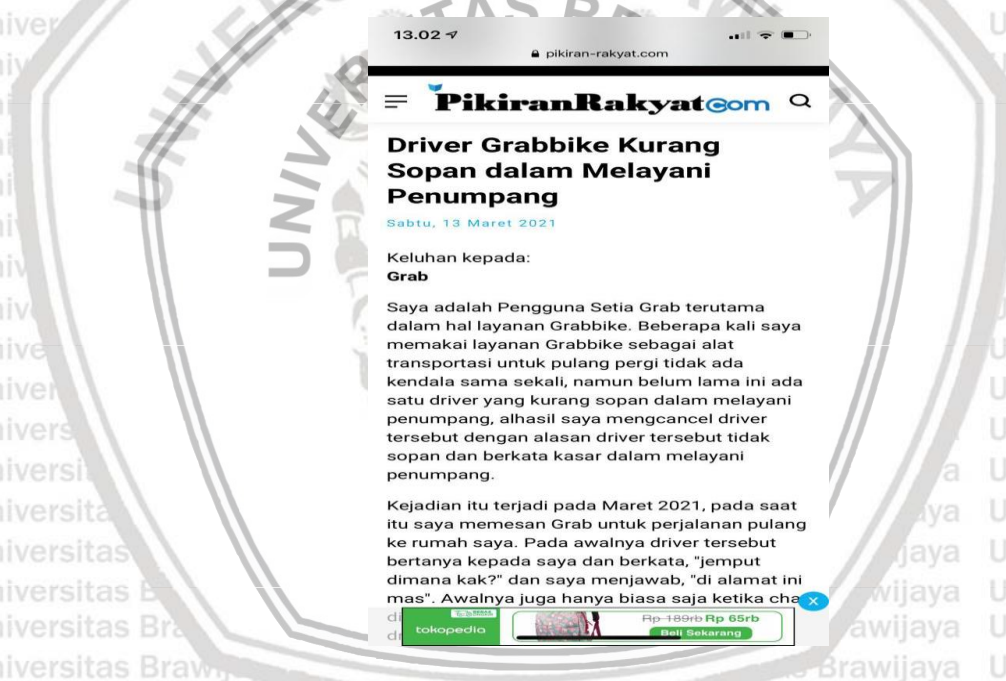 13.02
pikiran-rakyat.com
PikiranRakyat.com
Driver Grabbike Kurang
Sopan dalam Melayani
Penumpang
Sabtu, 13 Maret 2021
Keluhan kepada:
Grab
Saya adalah Pengguna Setia Grab terutama
dalam hal layanan Grabbike. Beberapa kali saya
memakai layanan Grabbike sebagai alat
transportasi untuk pulang pergi tidak ada
kendala sama sekali, namun belum lama ini ada
satu driver yang kurang sopan dalam melayani
penumpang, alhasil saya mengcancel driver
tersebut dengan alasan driver tersebut tidak
sopan dan berkata kasar dalam melayani
penumpang.
Kejadian itu terjadi pada Maret 2021, pada saat
itu saya memesan Grab untuk perjalanan pulang
ke rumah saya. Pada awalnya driver tersebut
bertanya kepada saya dan berkata, "jemput
dimana kak?" dan saya menjawab, "di alamat ini
mas". Awalnya juga hanya biasa saja ketika cha
tokopedia
Rp 189rb Rp 65rb
Beli Sekarang
Universitas Brawijaya